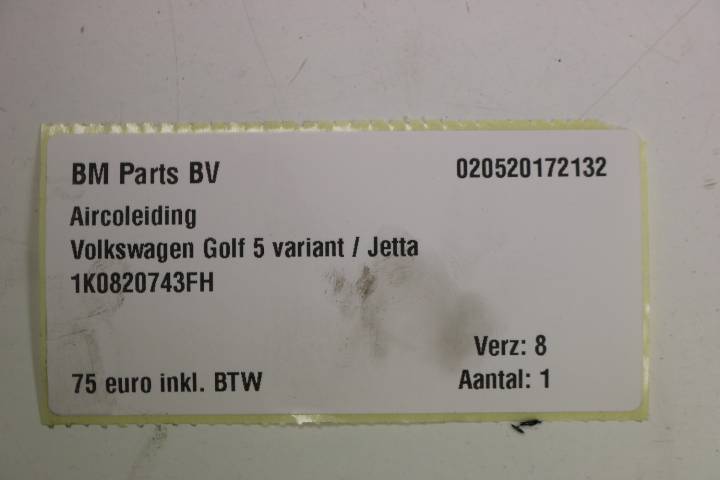 BM Parts BV 020520172132
Aircoleiding
Volkswagen Golf 5 variant / Jetta
1K0820743FH
Verz: 8
75 euro inkl. BTW Aantal: 1